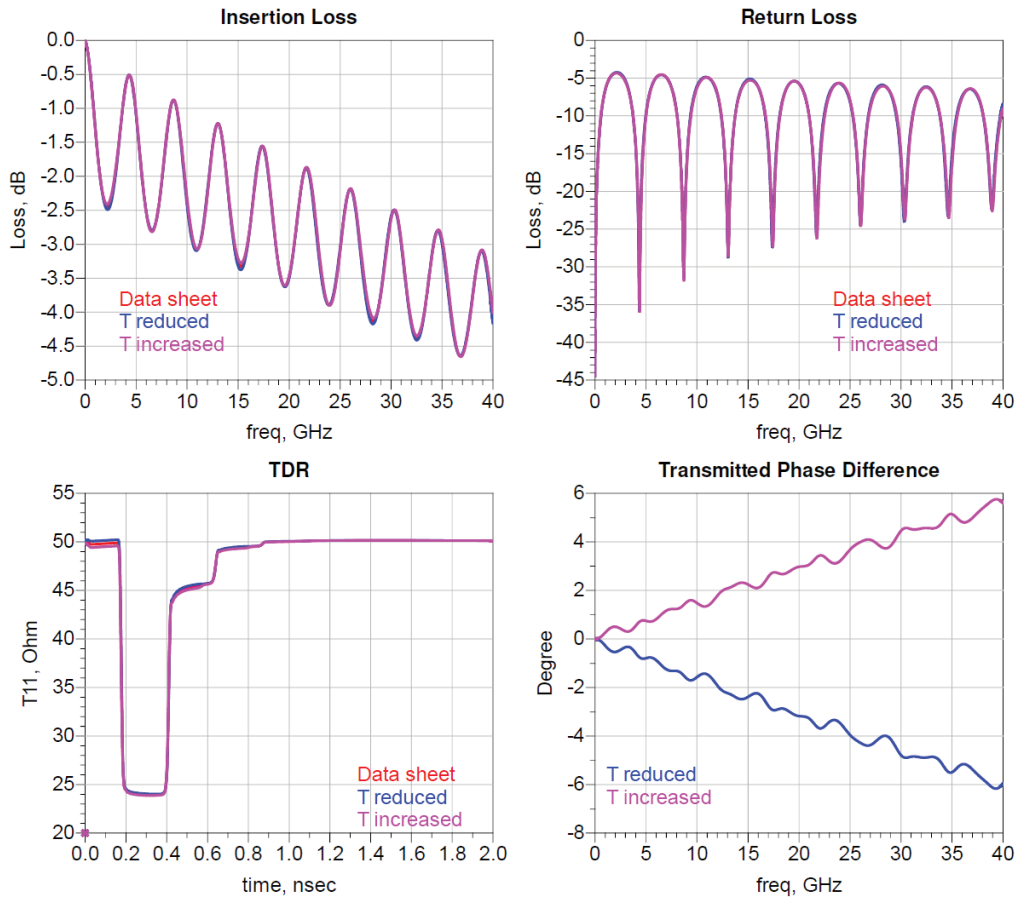 Insertion Loss
0.0
-0.5
-1.0
-1.5
-2.0
-2.5
-3.0
-3.5
-4.0
-4.5
-5.0
Loss, dB
Data sheet
T reduced
T increased
0 5 10 15 20 25 30 35 40
freq, GHz
Return Loss
0
-5
-10
-15
-20
-25
-30
-35
-40
-45
Loss, dB
Data sheet
T reduced
T increased
0 5 10 15 20 25 30 35 40
freq, GHz
TDR
55
50
45
40
35
30
25
20
T11, Ohm
Data sheet
T reduced
T increased
0.0 0.2 0.4 0.6 0.8 1.0 1.2 1.4 1.6 1.8 2.0
time, nsec
Transmitted Phase Difference
6
4
2
0
-2
-4
-6
-8
Degree
T reduced
T increased
0 5 10 15 20 25 30 35 40
freq, GHz